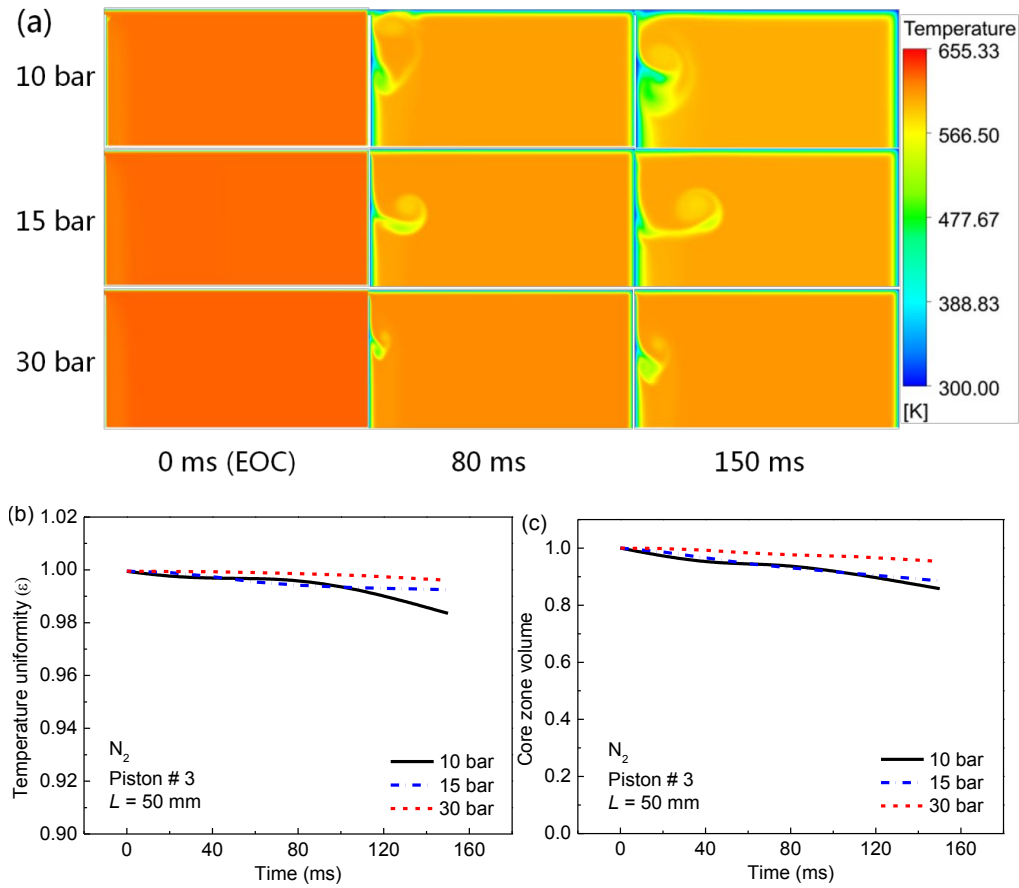 (a)
Temperature
655.33
566.50
477.67
388.83
300.00
[K]
10 bar
15 bar
30 bar
0 ms (EOC) 80 ms 150 ms
(b)
Temperature uniformity (ε)
1.02
1.00
0.98
0.96
0.94
0.92
0.90
N2
Piston # 3
L = 50 mm
10 bar
15 bar
30 bar
0 40 80 120 160
Time (ms)
(c)
Core zone volume
1.0
0.8
0.6
0.4
0.2
0.0
N2
Piston # 3
L = 50 mm
10 bar
15 bar
30 bar
0 40 80 120 160
Time (ms)